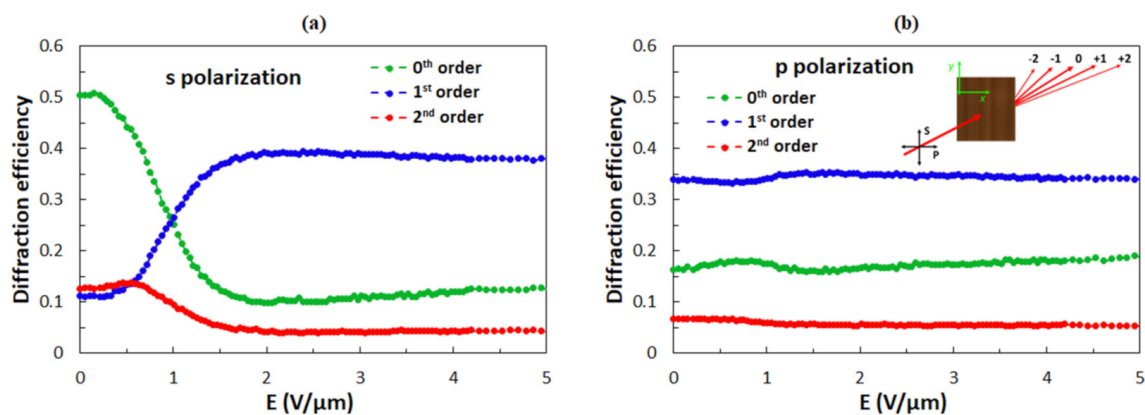 (a)
0.6
0.5
0.4
0.3
0.2
0.1
0
Diffraction efficiency
s polarization
0th order
1st order
2nd order
0 1 2 3 4 5
E (V/μm)
(b)
0.6
0.5
0.4
0.3
0.2
0.1
0
Diffraction efficiency
p polarization
0th order
1st order
2nd order
y
x
S
P
-2 -1 0 +1 +2
0 1 2 3 4 5
E (V/μm)